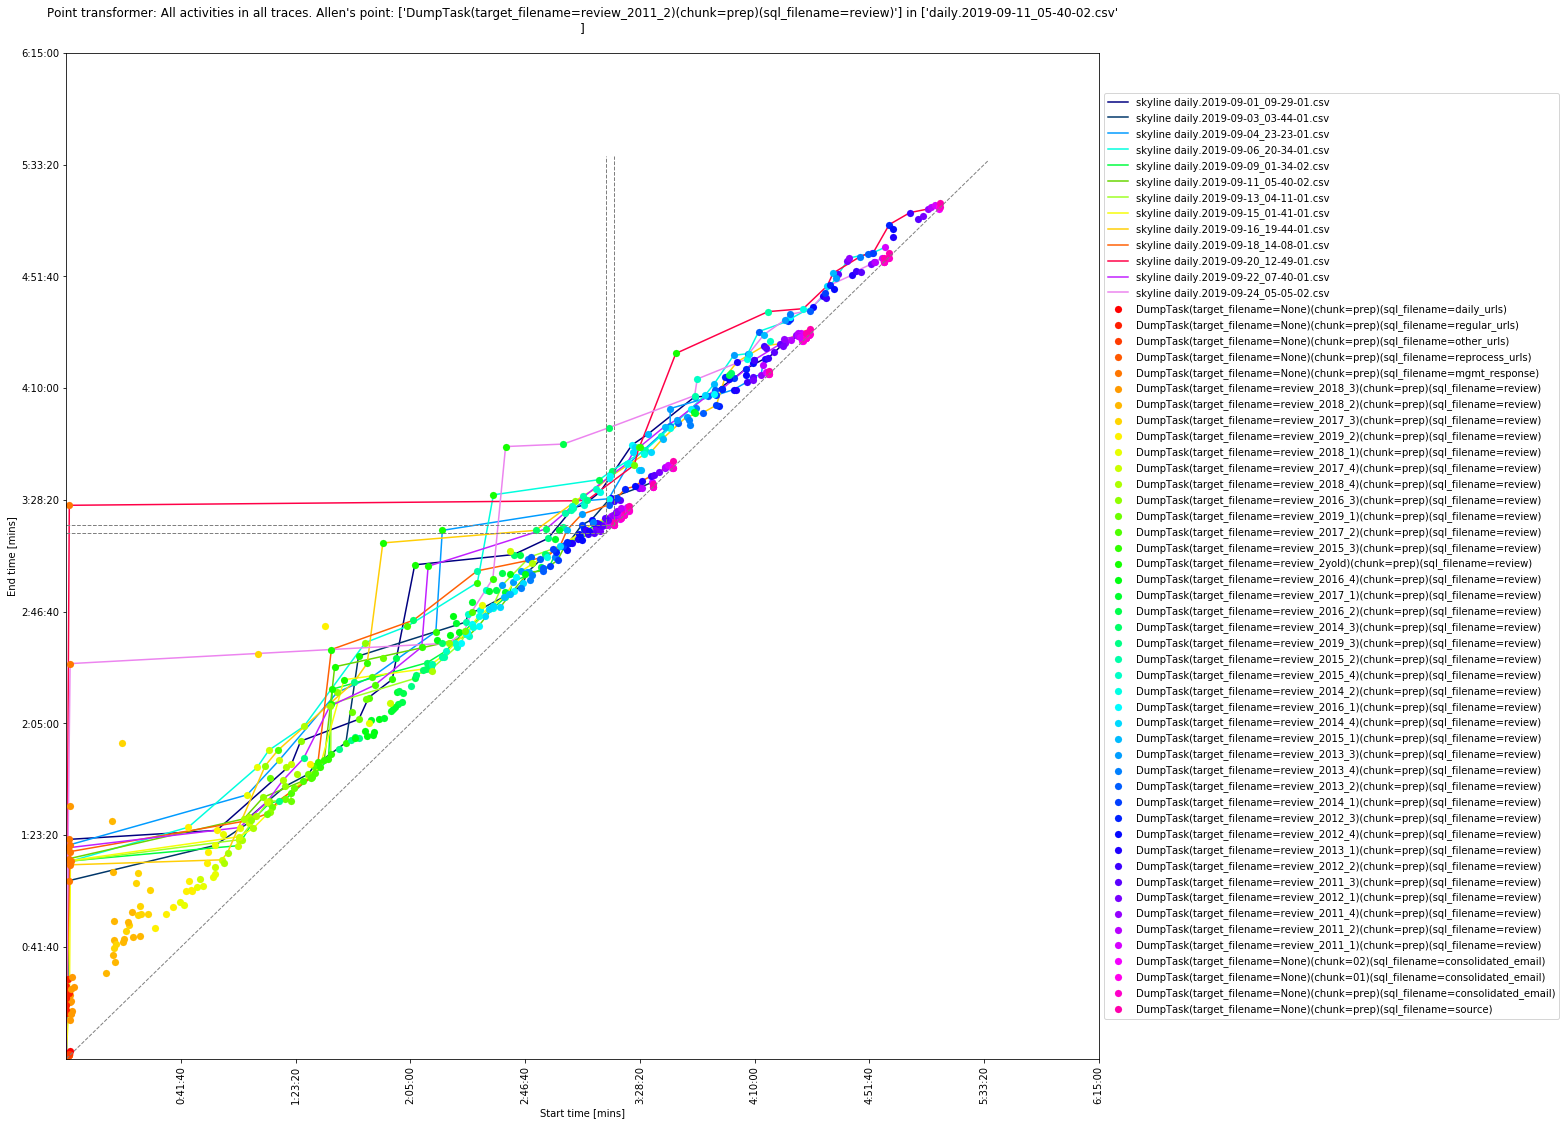 Point transformer: All activities in all traces. Allen's point: ['DumpTask(target_filename=review_2011_2)(chunk=prep)(sql_filename=review)'] in ['daily.2019-09-11_05-40-02.csv'
]
6:15:00
5:33:20
4:51:40
4:10:00
3:28:20
2:46:40
2:05:00
1:23:20
0:41:40
End time [mins]
0:41:40
1:23:20
2:05:00
2:46:40
3:28:20
4:10:00
4:51:40
5:33:20
6:15:00
Start time [mins]
skyline daily.2019-09-01_09-29-01.csv
skyline daily.2019-09-03_03-44-01.csv
skyline daily.2019-09-04_23-23-01.csv
skyline daily.2019-09-06_20-34-01.csv
skyline daily.2019-09-09_01-34-02.csv
skyline daily.2019-09-11_05-40-02.csv
skyline daily.2019-09-13_04-11-01.csv
skyline daily.2019-09-15_01-41-01.csv
skyline daily.2019-09-16_19-44-01.csv
skyline daily.2019-09-18_14-08-01.csv
skyline daily.2019-09-20_12-49-01.csv
skyline daily.2019-09-22_07-40-01.csv
skyline daily.2019-09-24_05-05-02.csv
DumpTask(target_filename=None)(chunk=prep)(sql_filename=daily_urls)
DumpTask(target_filename=None)(chunk=prep)(sql_filename=regular_urls)
DumpTask(target_filename=None)(chunk=prep)(sql_filename=other_urls)
DumpTask(target_filename=None)(chunk=prep)(sql_filename=reprocess_urls)
DumpTask(target_filename=None)(chunk=prep)(sql_filename=mgmt_response)
DumpTask(target_filename=review_2018_3)(chunk=prep)(sql_filename=review)
DumpTask(target_filename=review_2018_2)(chunk=prep)(sql_filename=review)
DumpTask(target_filename=review_2017_3)(chunk=prep)(sql_filename=review)
DumpTask(target_filename=review_2019_2)(chunk=prep)(sql_filename=review)
DumpTask(target_filename=review_2018_1)(chunk=prep)(sql_filename=review)
DumpTask(target_filename=review_2017_4)(chunk=prep)(sql_filename=review)
DumpTask(target_filename=review_2018_4)(chunk=prep)(sql_filename=review)
DumpTask(target_filename=review_2016_3)(chunk=prep)(sql_filename=review)
DumpTask(target_filename=review_2019_1)(chunk=prep)(sql_filename=review)
DumpTask(target_filename=review_2017_2)(chunk=prep)(sql_filename=review)
DumpTask(target_filename=review_2015_3)(chunk=prep)(sql_filename=review)
DumpTask(target_filename=review_2yold)(chunk=prep)(sql_filename=review)
DumpTask(target_filename=review_2016_4)(chunk=prep)(sql_filename=review)
DumpTask(target_filename=review_2017_1)(chunk=prep)(sql_filename=review)
DumpTask(target_filename=review_2016_2)(chunk=prep)(sql_filename=review)
DumpTask(target_filename=review_2014_3)(chunk=prep)(sql_filename=review)
DumpTask(target_filename=review_2019_3)(chunk=prep)(sql_filename=review)
DumpTask(target_filename=review_2015_2)(chunk=prep)(sql_filename=review)
DumpTask(target_filename=review_2015_4)(chunk=prep)(sql_filename=review)
DumpTask(target_filename=review_2014_2)(chunk=prep)(sql_filename=review)
DumpTask(target_filename=review_2016_1)(chunk=prep)(sql_filename=review)
DumpTask(target_filename=review_2014_4)(chunk=prep)(sql_filename=review)
DumpTask(target_filename=review_2015_1)(chunk=prep)(sql_filename=review)
DumpTask(target_filename=review_2013_3)(chunk=prep)(sql_filename=review)
DumpTask(target_filename=review_2013_4)(chunk=prep)(sql_filename=review)
DumpTask(target_filename=review_2013_2)(chunk=prep)(sql_filename=review)
DumpTask(target_filename=review_2014_1)(chunk=prep)(sql_filename=review)
DumpTask(target_filename=review_2012_3)(chunk=prep)(sql_filename=review)
DumpTask(target_filename=review_2012_4)(chunk=prep)(sql_filename=review)
DumpTask(target_filename=review_2013_1)(chunk=prep)(sql_filename=review)
DumpTask(target_filename=review_2012_2)(chunk=prep)(sql_filename=review)
DumpTask(target_filename=review_2011_3)(chunk=prep)(sql_filename=review)
DumpTask(target_filename=review_2012_1)(chunk=prep)(sql_filename=review)
DumpTask(target_filename=review_2011_4)(chunk=prep)(sql_filename=review)
DumpTask(target_filename=review_2011_2)(chunk=prep)(sql_filename=review)
DumpTask(target_filename=review_2011_1)(chunk=prep)(sql_filename=review)
DumpTask(target_filename=None)(chunk=02)(sql_filename=consolidated_email)
DumpTask(target_filename=None)(chunk=01)(sql_filename=consolidated_email)
DumpTask(target_filename=None)(chunk=prep)(sql_filename=consolidated_email)
DumpTask(target_filename=None)(chunk=prep)(sql_filename=source)